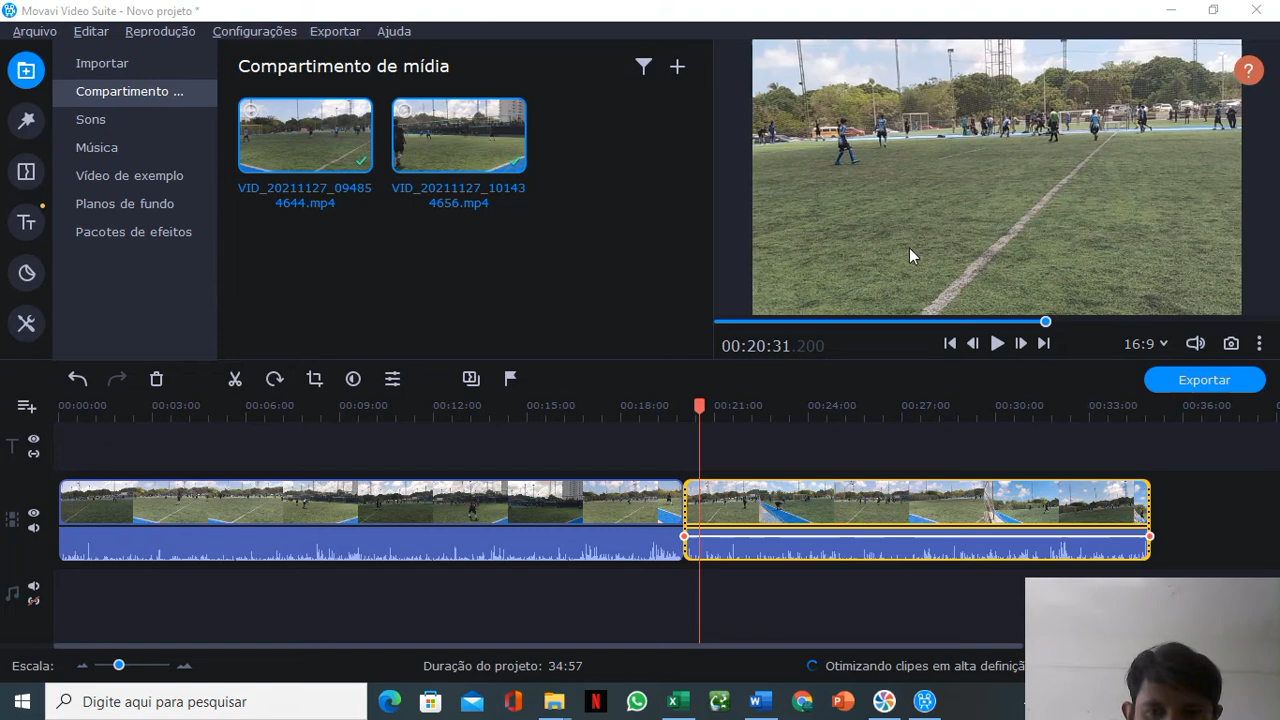 Movavi Video Suite - Novo projeto *
Arquivo Editar Reprodução Configurações Exportar Ajuda
Importar
Compartimento ...
Sons
Música
Vídeo de exemplo
Planos de fundo
Pacotes de efeitos
Compartimento de mídia
VID_20211127_09485
4644.mp4
VID_20211127_10143
4656.mp4
?
00:20:31.200
16:9
Exportar
00:00:00 00:03:00 00:06:00 00:09:00 00:12:00 00:15:00 00:18:00 00:21:00 00:24:00 00:27:00 00:30:00 00:33:00 00:36:00
Escala:
Duração do projeto: 34:57
Otimizando clipes em alta definiçã
Digite aqui para pesquisar